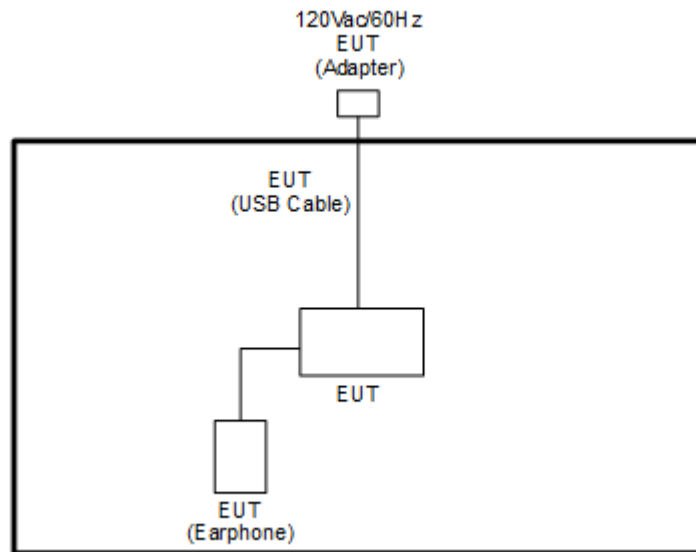 120Vac/60Hz
EUT
(Adapter)
EUT
(USB Cable)
EUT
EUT
(Earphone)